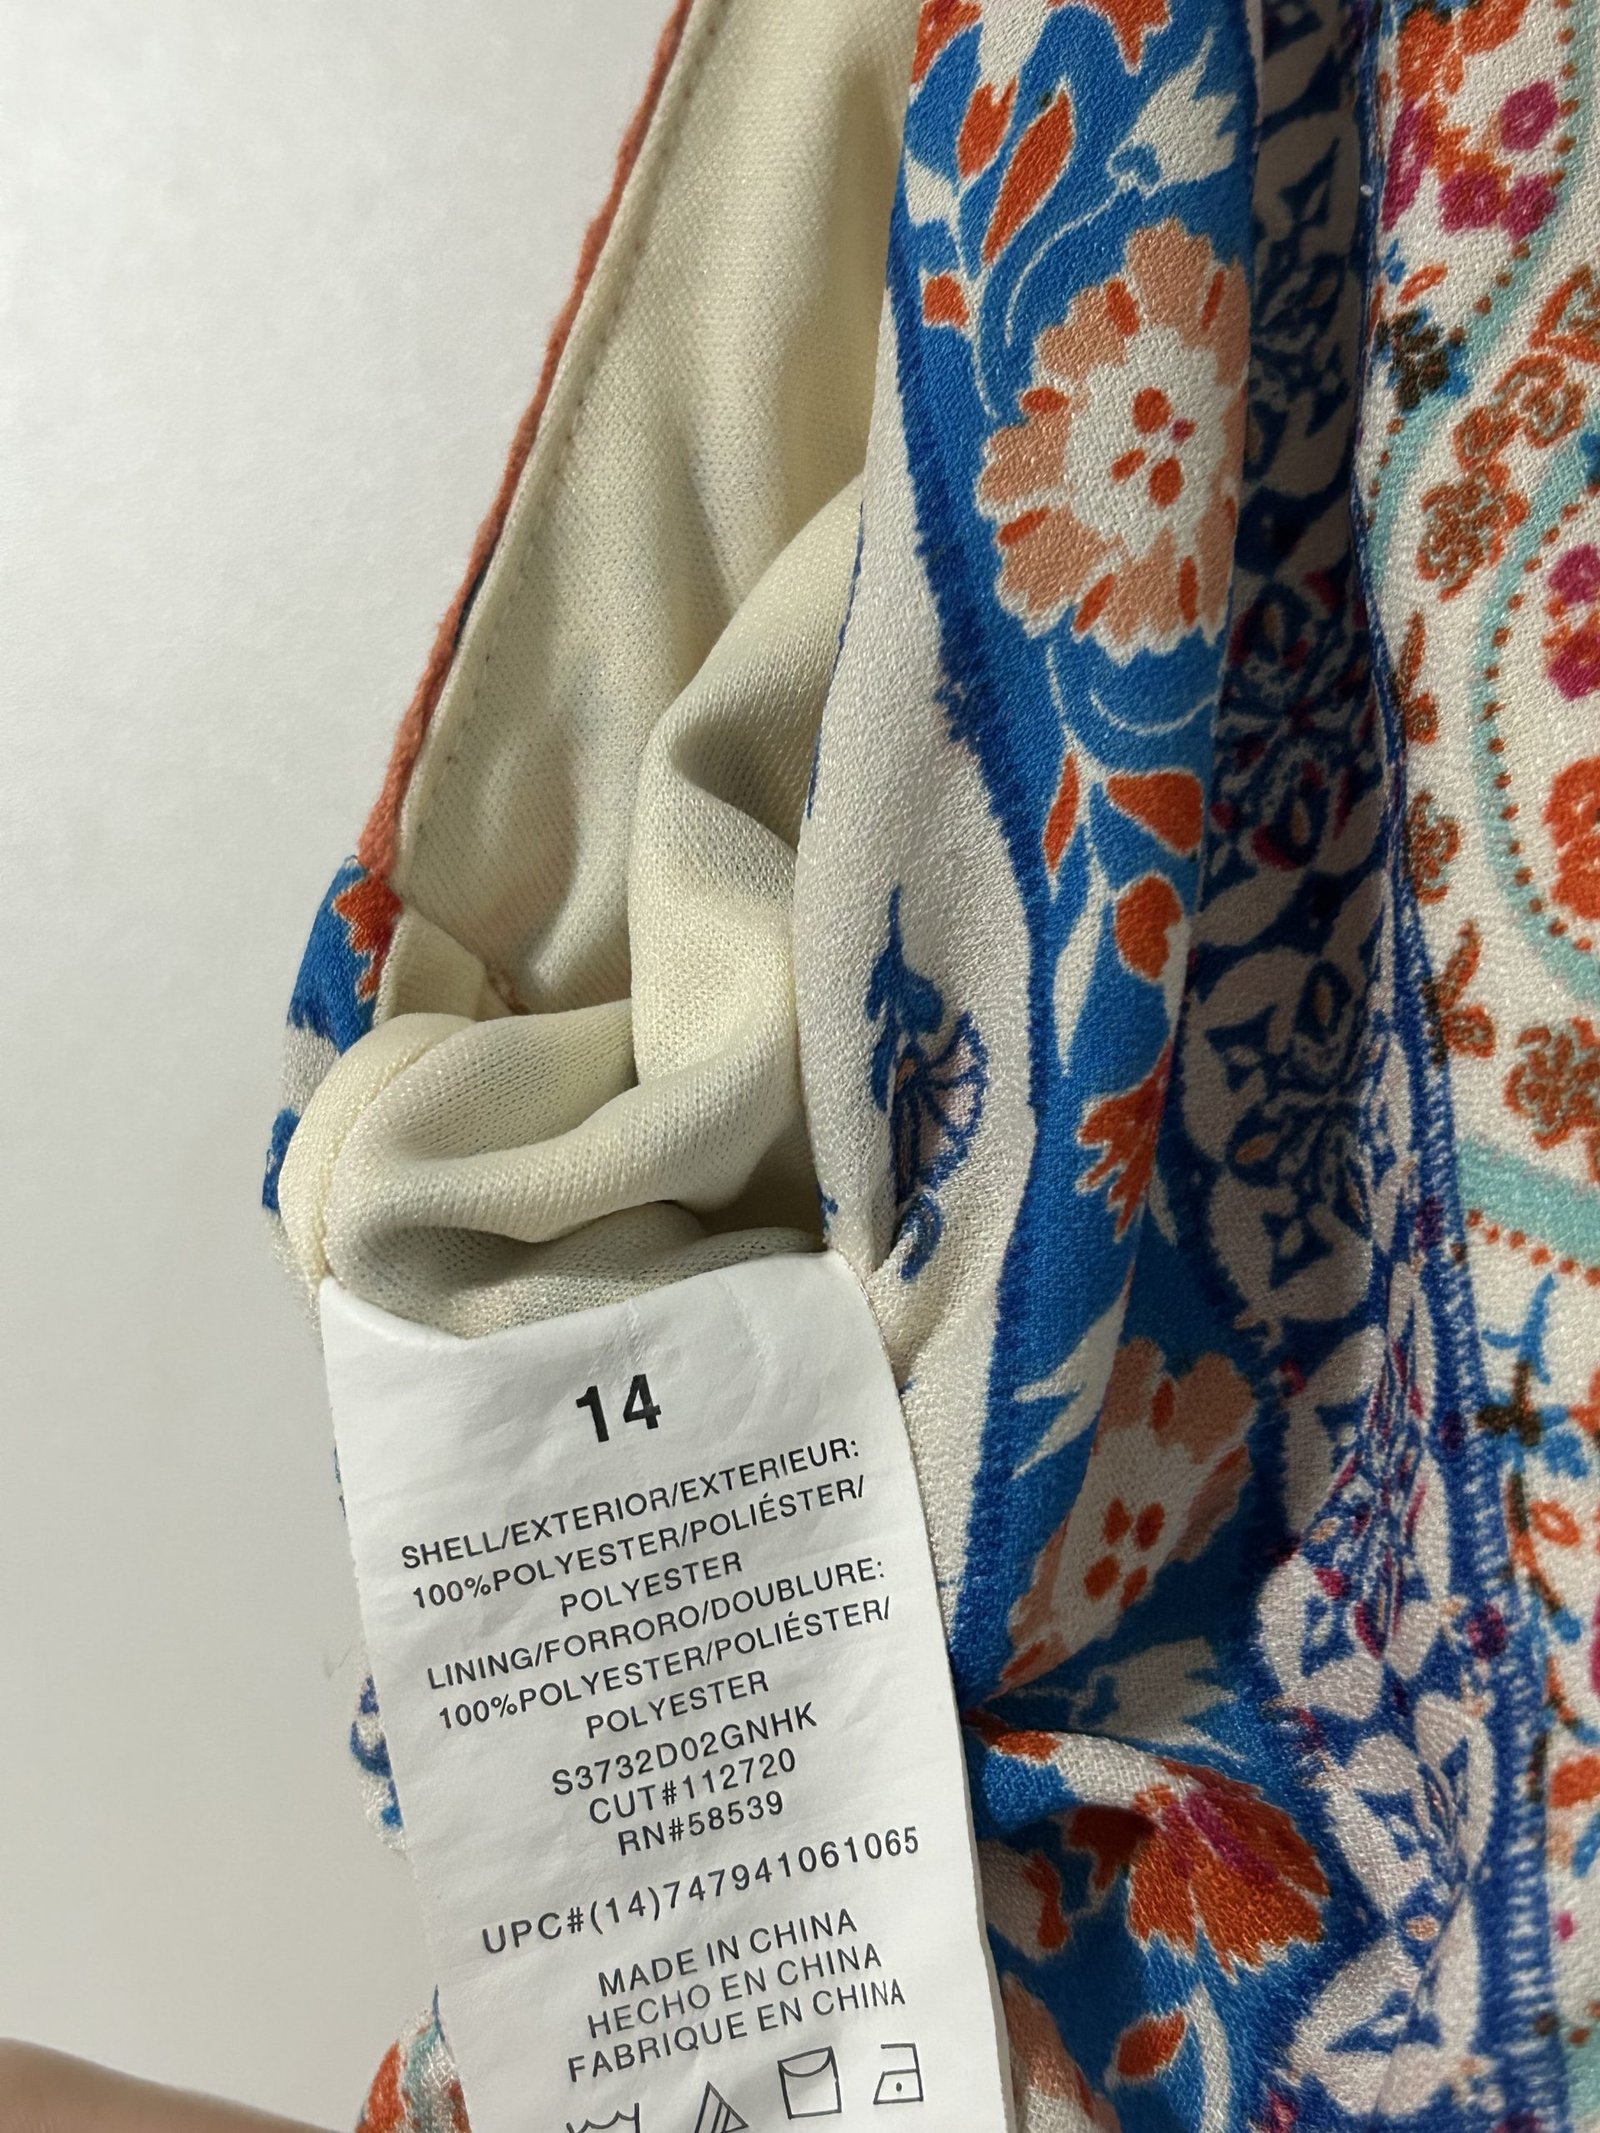 14
SHELL/EXTERIOR/EXTERIEUR:
100%POLYESTER/POLIÉSTER/
POLYESTER
LINING/FORRORO/DOUBLURE:
100%POLYESTER/POLIÉSTER/
POLYESTER
S3732D02GNHK
CUT#112720
RN#58539
UPC#(14)747941061065
MADE IN CHINA
HECHO EN CHINA
FABRIQUE EN CHINA